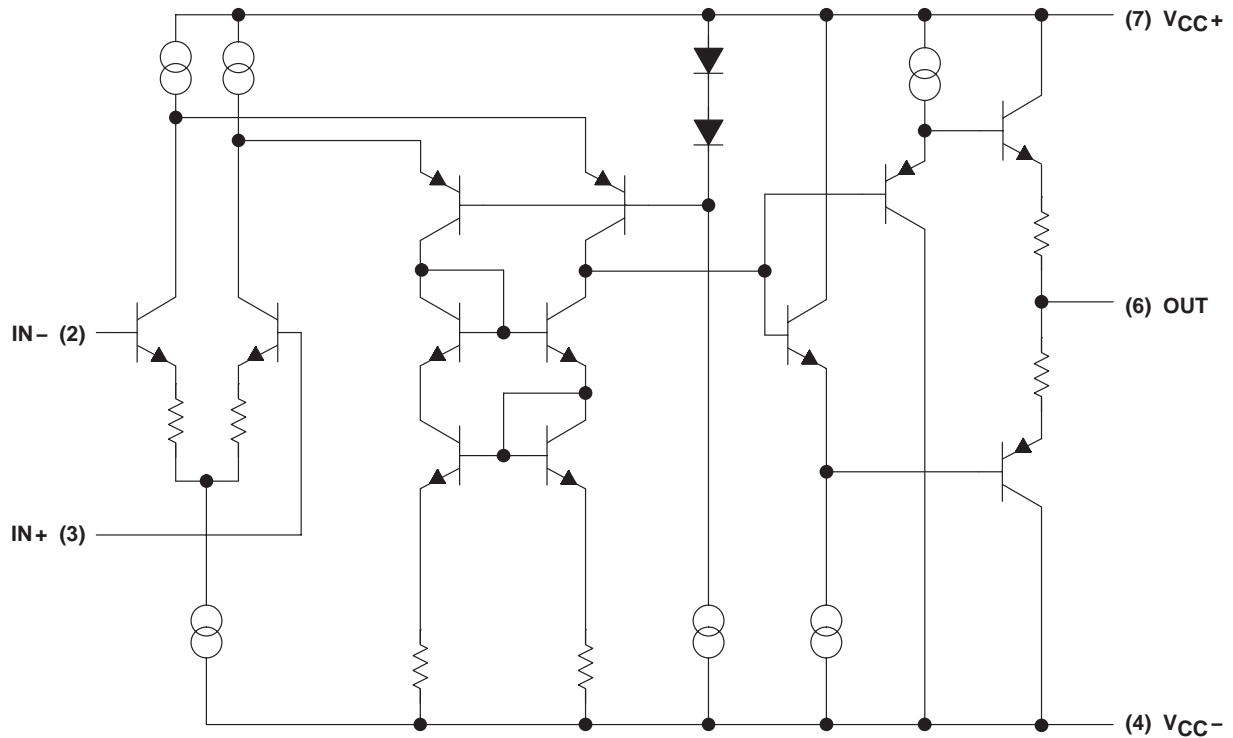 (7) VCC+
IN− (2)
(6) OUT
IN+ (3)
(4) VCC−